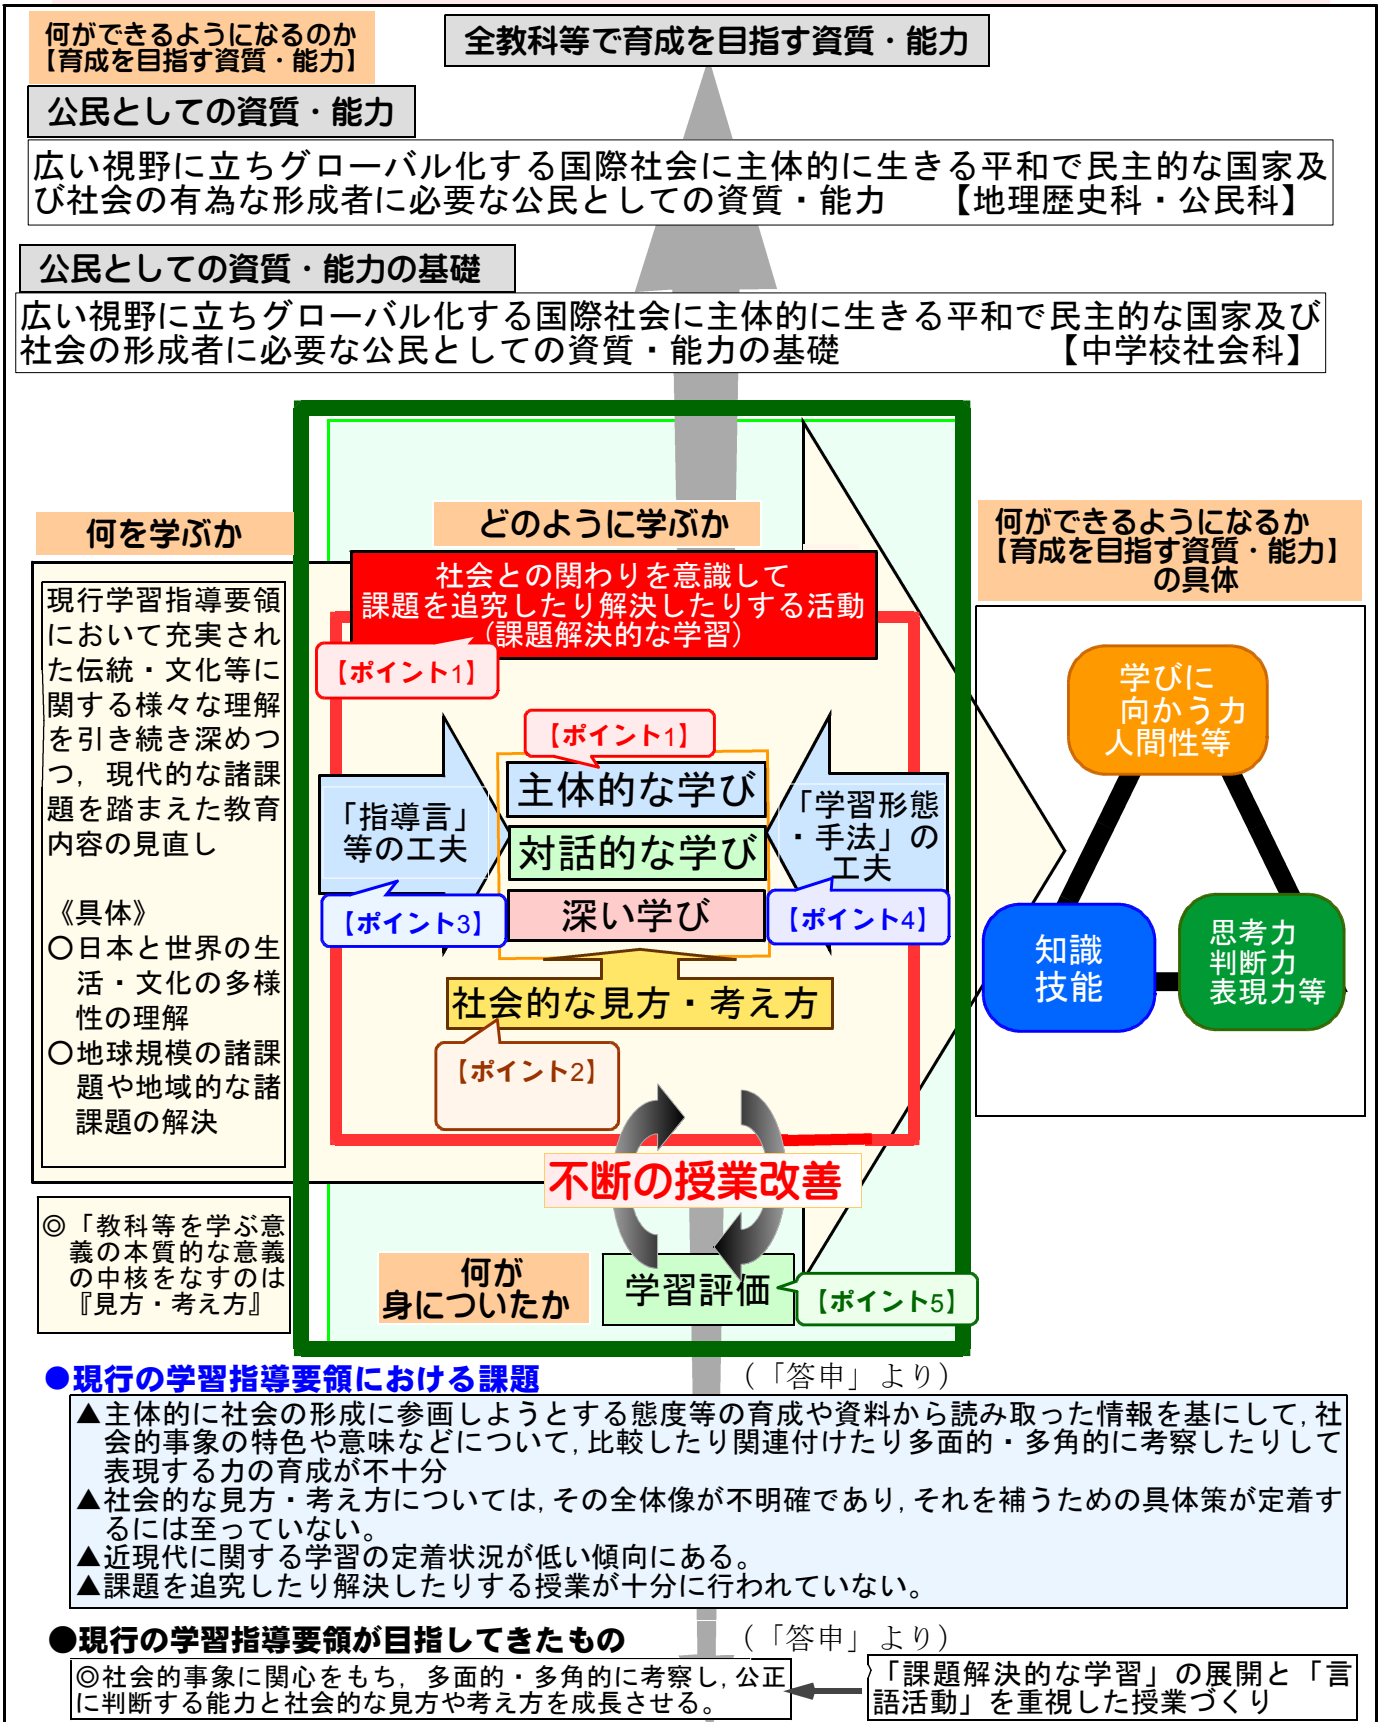 何ができるようになるのか
【育成を目指す資質・能力】
全教科等で育成を目指す資質・能力
公民としての資質・能力
広い視野に立ちグローバル化する国際社会に主体的に生きる平和で民主的な国家及
び社会の有為な形成者に必要な公民としての資質・能力　【地理歴史科・公民科】
公民としての資質・能力の基礎
広い視野に立ちグローバル化する国際社会に主体的に生きる平和で民主的な国家及び
社会の形成者に必要な公民としての資質・能力の基礎　【中学校社会科】
何を学ぶか
現行学習指導要領
において充実され
た伝統・文化等に
関する様々な理解
を引き続き深めつ
つ，現代的な諸課
題を踏まえた教育
内容の見直し
《具体》
〇日本と世界の生
活・文化の多様
性の理解
〇地球規模の諸課
題や地域的な諸
課題の解決
◎「教科等を学ぶ意
義の本質的な意義
の中核をなすのは
『見方・考え方』
どのように学ぶか
社会との関わりを意識して
課題を追究したり解決したりする活動
(課題解決的な学習)
【ポイント1】
【ポイント1】
主体的な学び
対話的な学び
深い学び
「指導言」
等の工夫
【ポイント3】
「学習形態
・手法」の
工夫
【ポイント4】
社会的な見方・考え方
【ポイント2】
不断の授業改善
何が
身についたか
学習評価
【ポイント5】
何ができるようになるか
【育成を目指す資質・能力】
の具体
学びに
向かう力
人間性等
知識
技能
思考力
判断力
表現力等
●現行の学習指導要領における課題　（「答申」より）
▲主体的に社会の形成に参画しようとする態度等の育成や資料から読み取った情報を基にして,社
会的事象の特色や意味などについて,比較したり関連付けたり多面的・多角的に考察したりして
表現する力の育成が不十分
▲社会的な見方・考え方については,その全体像が不明確であり,それを補うための具体策が定着す
るには至っていない。
▲近現代に関する学習の定着状況が低い傾向にある。
▲課題を追究したり解決したりする授業が十分に行われていない。
●現行の学習指導要領が目指してきたもの　（「答申」より）
◎社会的事象に関心をもち，多面的・多角的に考察し,公正
に判断する能力と社会的な見方や考え方を成長させる。
「課題解決的な学習」の展開と「言
語活動」を重視した授業づくり